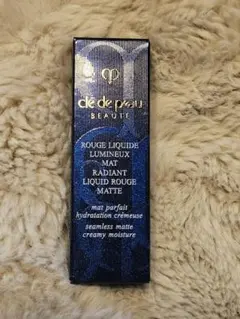 clé de peau
BEAUTÉ
ROUGE LIQUIDE
LUMINEUX
MAT
RADIANT
LIQUID ROUGE
MATTE
mat parfait
hydratation crémeuse
seamless matte
creamy moisture